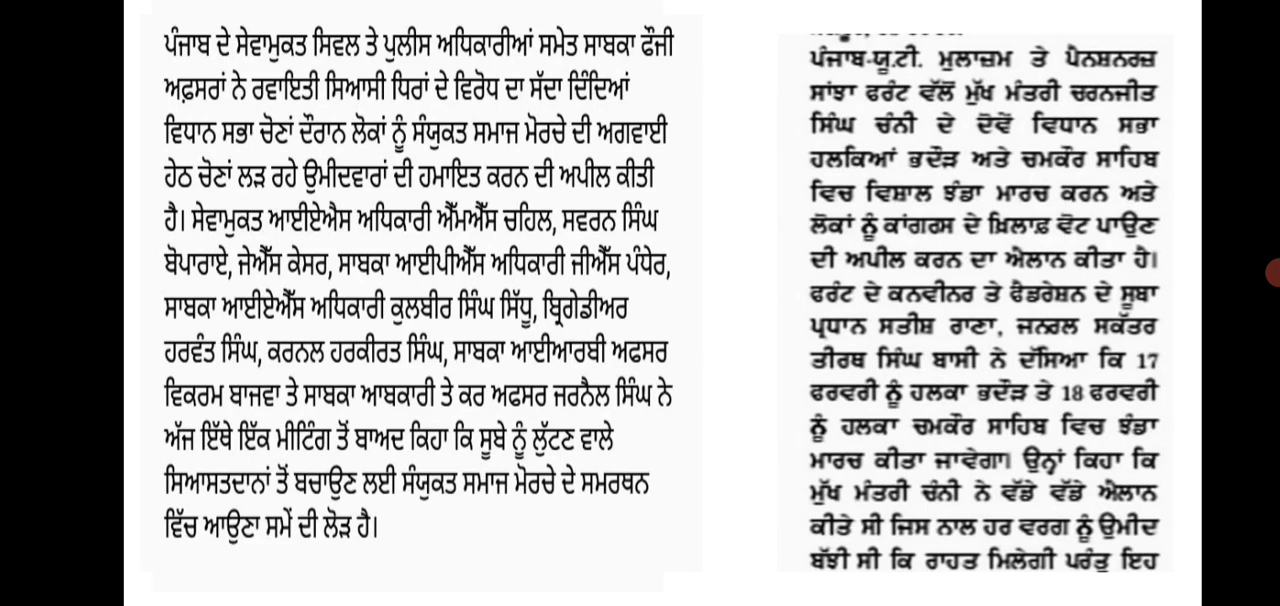 ਪੰਜਾਬ ਦੇ ਸੇਵਾਮੁਕਤ ਸਿਵਲ ਤੇ ਪੁਲੀਸ ਅਧਿਕਾਰੀਆਂ ਸਮੇਤ ਸਾਬਕਾ ਫੌਜੀ
ਅਫ਼ਸਰਾਂ ਨੇ ਰਵਾਇਤੀ ਸਿਆਸੀ ਧਿਰਾਂ ਦੇ ਵਿਰੋਧ ਦਾ ਸੱਦਾ ਦਿੰਦਿਆਂ
ਵਿਧਾਨ ਸਭਾ ਚੋਣਾਂ ਦੌਰਾਨ ਲੋਕਾਂ ਨੂੰ ਸੰਯੁਕਤ ਸਮਾਜ ਮੋਰਚੇ ਦੀ ਅਗਵਾਈ
ਹੇਠ ਚੋਣਾਂ ਲੜ ਰਹੇ ਉਮੀਦਵਾਰਾਂ ਦੀ ਹਮਾਇਤ ਕਰਨ ਦੀ ਅਪੀਲ ਕੀਤੀ
ਹੈ। ਸੇਵਾਮੁਕਤ ਆਈਏਐਸ ਅਧਿਕਾਰੀ ਐੱਮਐੱਸ ਚਹਿਲ, ਸਵਰਨ ਸਿੰਘ
ਬੋਪਾਰਾਏ, ਜੇਐੱਸ ਕੇਸਰ, ਸਾਬਕਾ ਆਈਪੀਐੱਸ ਅਧਿਕਾਰੀ ਜੀਐੱਸ ਪੰਧੇਰ,
ਸਾਬਕਾ ਆਈਏਐੱਸ ਅਧਿਕਾਰੀ ਕੁਲਬੀਰ ਸਿੰਘ ਸਿੱਧੂ, ਬ੍ਰਿਗੇਡੀਅਰ
ਹਰਵੰਤ ਸਿੰਘ, ਕਰਨਲ ਹਰਕੀਰਤ ਸਿੰਘ, ਸਾਬਕਾ ਆਈਆਰਬੀ ਅਫਸਰ
ਵਿਕਰਮ ਬਾਜਵਾ ਤੇ ਸਾਬਕਾ ਆਬਕਾਰੀ ਤੇ ਕਰ ਅਫਸਰ ਜਰਨੈਲ ਸਿੰਘ ਨੇ
ਅੱਜ ਇੱਥੇ ਇੱਕ ਮੀਟਿੰਗ ਤੋਂ ਬਾਅਦ ਕਿਹਾ ਕਿ ਸੂਬੇ ਨੂੰ ਲੁੱਟਣ ਵਾਲੇ
ਸਿਆਸਤਦਾਨਾਂ ਤੋਂ ਬਚਾਉਣ ਲਈ ਸੰਯੁਕਤ ਸਮਾਜ ਮੋਰਚੇ ਦੇ ਸਮਰਥਨ
ਵਿੱਚ ਆਉਣਾ ਸਮੇਂ ਦੀ ਲੋੜ ਹੈ।
ਪੰਜਾਬ-ਯੂ.ਟੀ. ਮੁਲਾਜ਼ਮ ਤੇ ਪੈਨਸ਼ਨਰਜ਼
ਸਾਂਝਾ ਫਰੰਟ ਵੱਲੋਂ ਮੁੱਖ ਮੰਤਰੀ ਚਰਨਜੀਤ
ਸਿੰਘ ਚੰਨੀ ਦੇ ਦੋਵੇਂ ਵਿਧਾਨ ਸਭਾ
ਹਲਕਿਆਂ ਭਦੌੜ ਅਤੇ ਚਮਕੌਰ ਸਾਹਿਬ
ਵਿਚ ਵਿਸ਼ਾਲ ਝੰਡਾ ਮਾਰਚ ਕਰਨ ਅਤੇ
ਲੋਕਾਂ ਨੂੰ ਕਾਂਗਰਸ ਦੇ ਖ਼ਿਲਾਫ਼ ਵੋਟ ਪਾਉਣ
ਦੀ ਅਪੀਲ ਕਰਨ ਦਾ ਐਲਾਨ ਕੀਤਾ ਹੈ।
ਫਰੰਟ ਦੇ ਕਨਵੀਨਰ ਤੇ ਫੈਡਰੇਸ਼ਨ ਦੇ ਸੂਬਾ
ਪ੍ਰਧਾਨ ਸਤੀਸ਼ ਰਾਣਾ, ਜਨਰਲ ਸਕੱਤਰ
ਤੀਰਥ ਸਿੰਘ ਬਾਸੀ ਨੇ ਦੱਸਿਆ ਕਿ 17
ਫਰਵਰੀ ਨੂੰ ਹਲਕਾ ਭਦੌੜ ਤੇ 18 ਫਰਵਰੀ
ਨੂੰ ਹਲਕਾ ਚਮਕੌਰ ਸਾਹਿਬ ਵਿਚ ਝੰਡਾ
ਮਾਰਚ ਕੀਤਾ ਜਾਵੇਗਾ। ਉਨ੍ਹਾਂ ਕਿਹਾ ਕਿ
ਮੁੱਖ ਮੰਤਰੀ ਚੰਨੀ ਨੇ ਵੱਡੇ ਵੱਡੇ ਐਲਾਨ
ਕੀਤੇ ਸੀ ਜਿਸ ਨਾਲ ਹਰ ਵਰਗ ਨੂੰ ਉਮੀਦ
ਬੱਝੀ ਸੀ ਕਿ ਰਾਹਤ ਮਿਲੇਗੀ ਪਰੰਤੂ ਇਹ